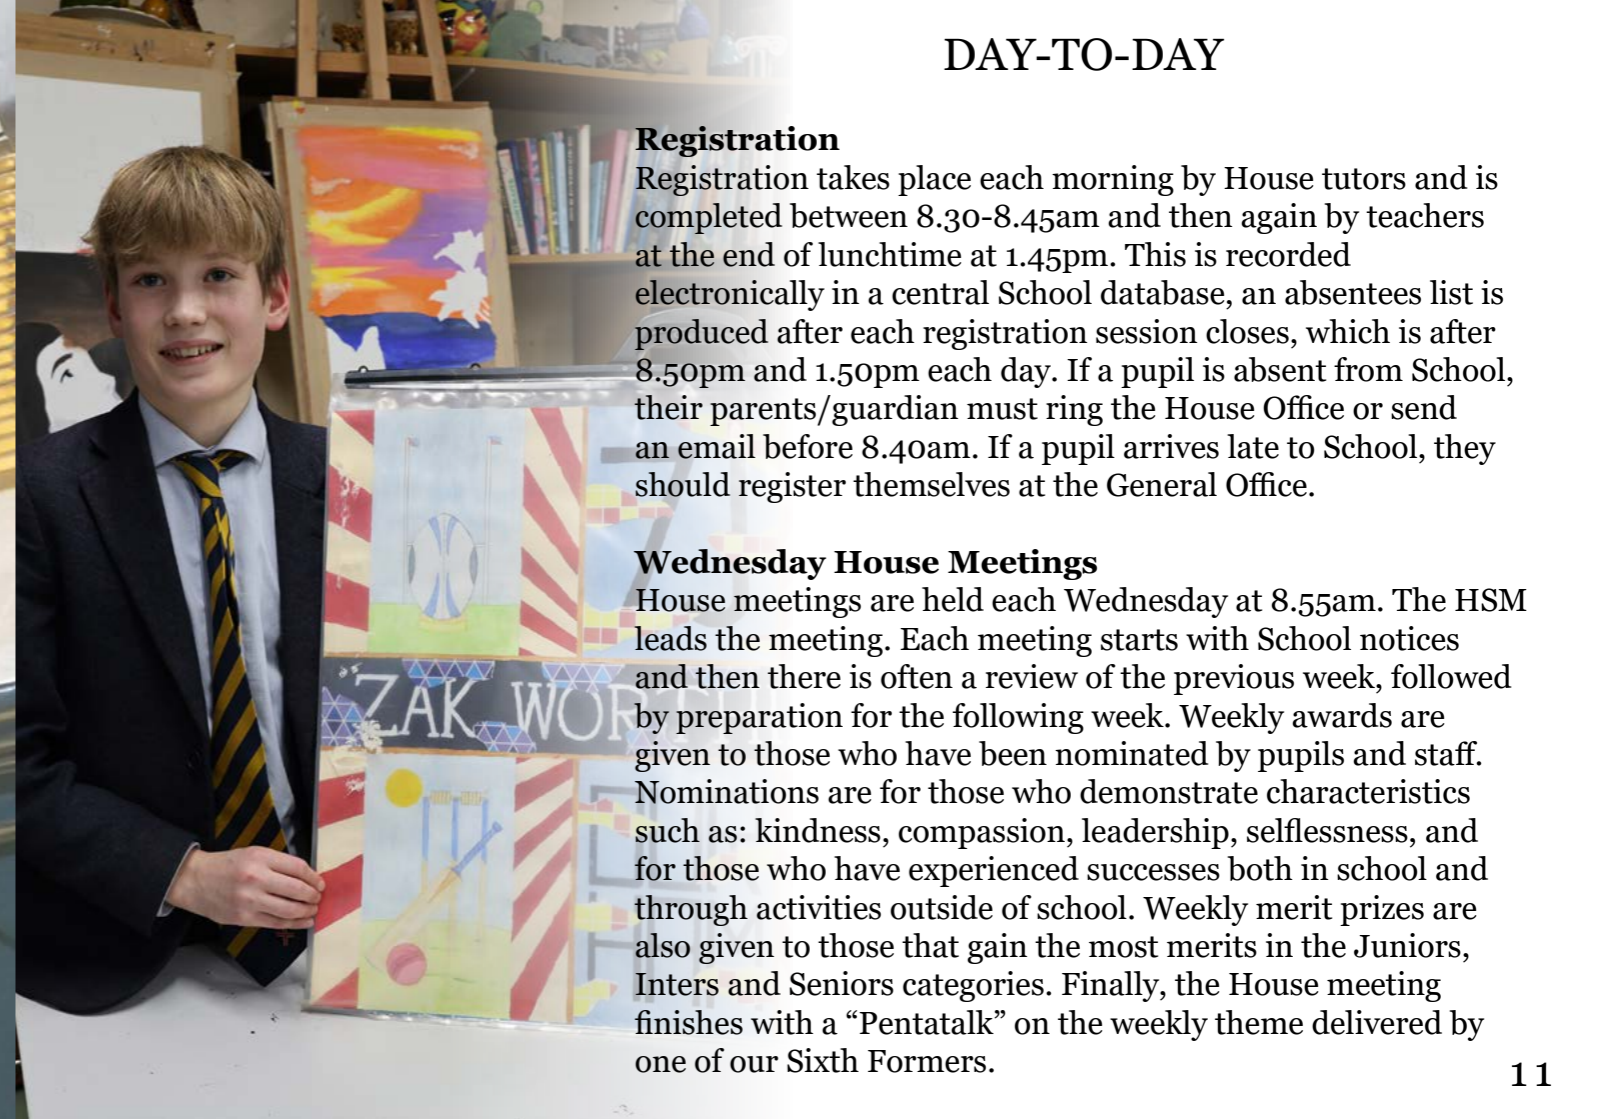 DAY-TO-DAY
Registration
Registration takes place each morning by House tutors and is
completed between 8.30-8.45am and then again by teachers
at the end of lunchtime at 1.45pm. This is recorded
electronically in a central School database, an absentees list is
produced after each registration session closes, which is after
8.50pm and 1.50pm each day. If a pupil is absent from School,
their parents/guardian must ring the House Office or send
an email before 8.40am. If a pupil arrives late to School, they
should register themselves at the General Office.
Wednesday House Meetings
House meetings are held each Wednesday at 8.55am. The HSM
leads the meeting. Each meeting starts with School notices
and then there is often a review of the previous week, followed
by preparation for the following week. Weekly awards are
given to those who have been nominated by pupils and staff.
Nominations are for those who demonstrate characteristics
such as: kindness, compassion, leadership, selflessness, and
for those who have experienced successes both in school and
through activities outside of school. Weekly merit prizes are
also given to those that gain the most merits in the Juniors,
Inters and Seniors categories. Finally, the House meeting
finishes with a “Pentatalk” on the weekly theme delivered by
one of our Sixth Formers.
11
ZAK